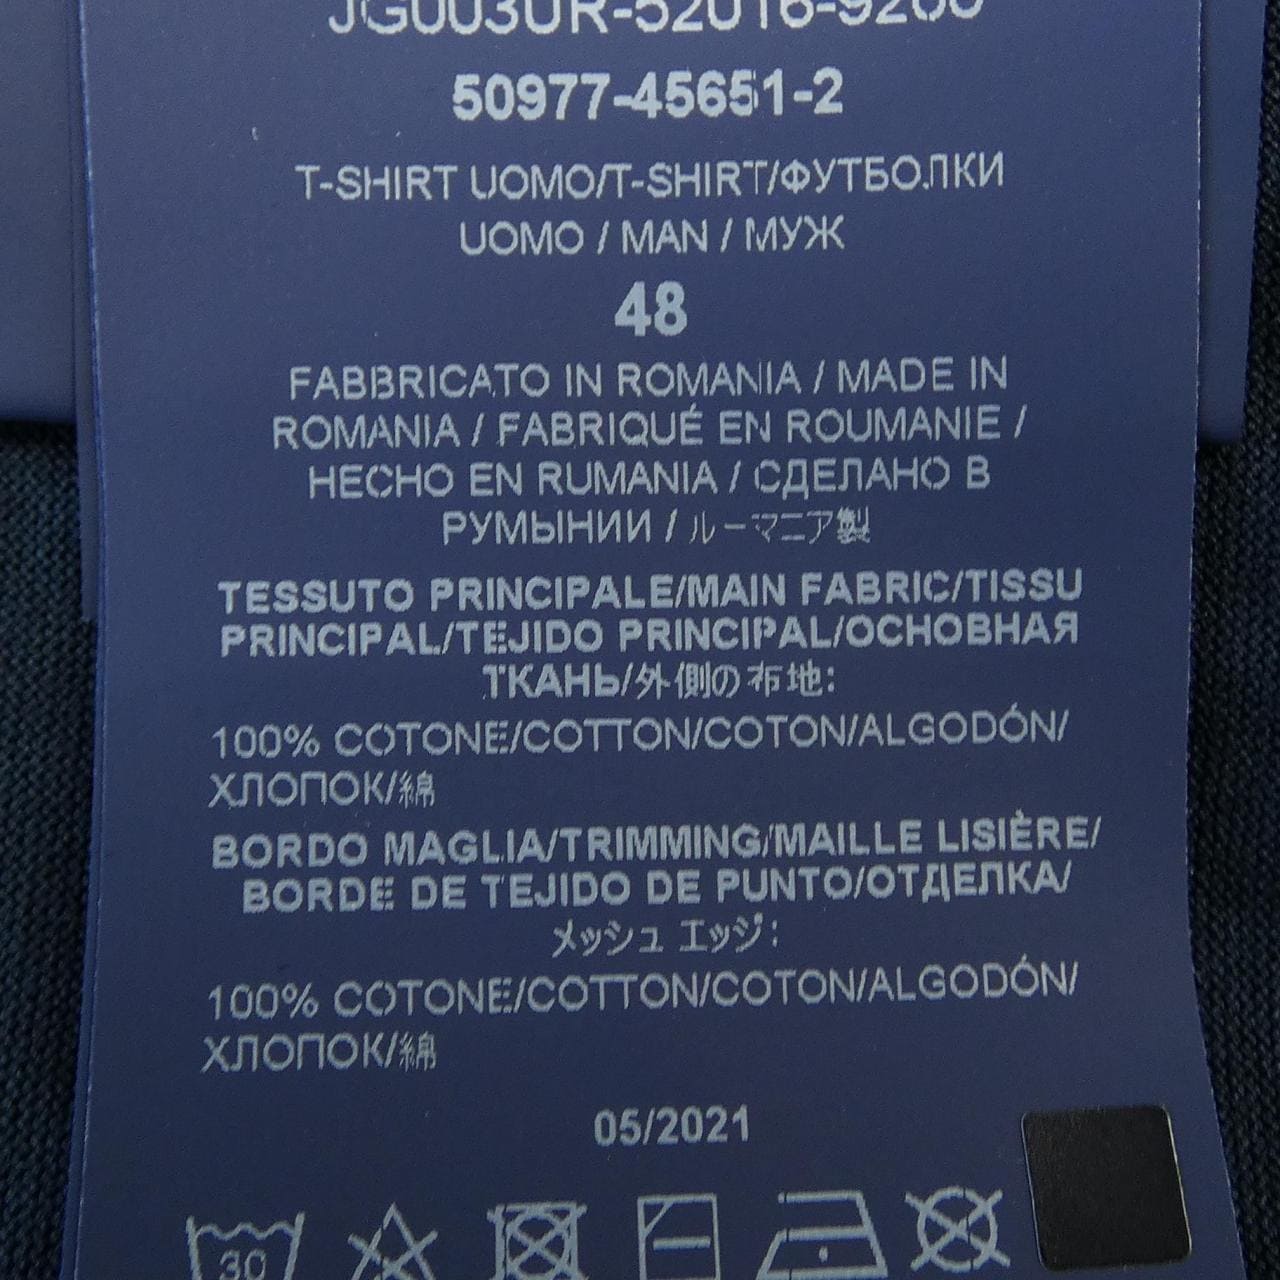 JG003UR-52016-9200
50977-45651-2
T-SHIRT UOMO/T-SHIRT/ФУТБОЛКИ
UOMO / MAN / МУЖ
48
FABBRICATO IN ROMANIA / MADE IN
ROMANIA / FABRIQUÉ EN ROUMANIE /
HECHO EN RUMANIA / СДЕЛАНО В
РУМЫНИИ / ルーマニア製
TESSUTO PRINCIPALE/MAIN FABRIC/TISSU
PRINCIPAL/TEJIDO PRINCIPAL/ОСНОВНАЯ
ТКАНЬ/外側の布地:
100% COTONE/COTTON/COTON/ALGODÓN/
ХЛОПОК/綿
BORDO MAGLIA/TRIMMING/MAILLE LISIÈRE/
BORDE DE TEJIDO DE PUNTO/ОТДЕЛКА/
メッシュ エッジ:
100% COTONE/COTTON/COTON/ALGODÓN/
ХЛОПОК/綿
05/2021
30